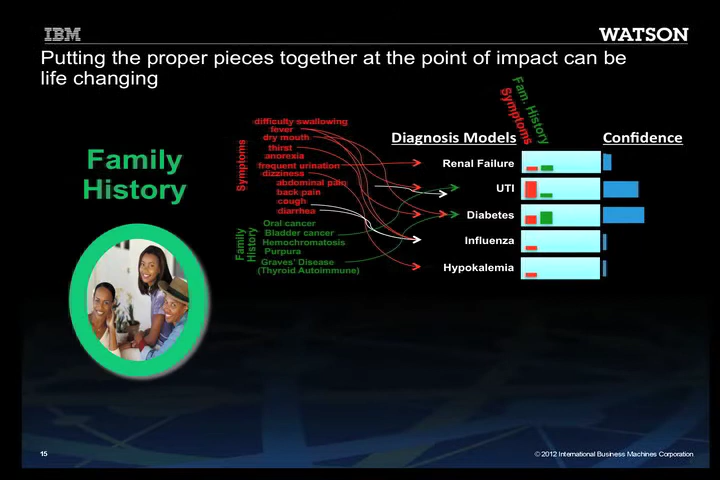 IBM
WATSON
Putting the proper pieces together at the point of impact can be
life changing
Fam. History
Symptoms
Diagnosis Models
Confidence
Family
History
Symptoms
difficulty swallowing
fever
dry mouth
thirst
anorexia
frequent urination
dizziness
abdominal pain
back pain
cough
diarrhea
Family
History
Oral cancer
Bladder cancer
Hemochromatosis
Purpura
Graves' Disease
(Thyroid Autoimmune)
Renal Failure
UTI
Diabetes
Influenza
Hypokalemia
15
© 2012 International Business Machines Corporation